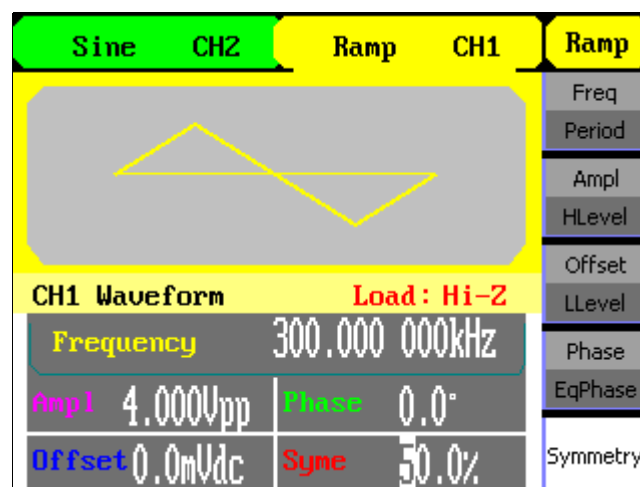 Sine CH2 Ramp CH1 Ramp
Freq
Period
Ampl
HLevel
Offset
LLevel
Phase
EqPhase
Symmetry
CH1 Waveform Load: Hi-Z
Frequency 300.000 000kHz
Ampl 4.000Vpp Phase 0.0°
Offset 0.0mVdc Syme 50.0%